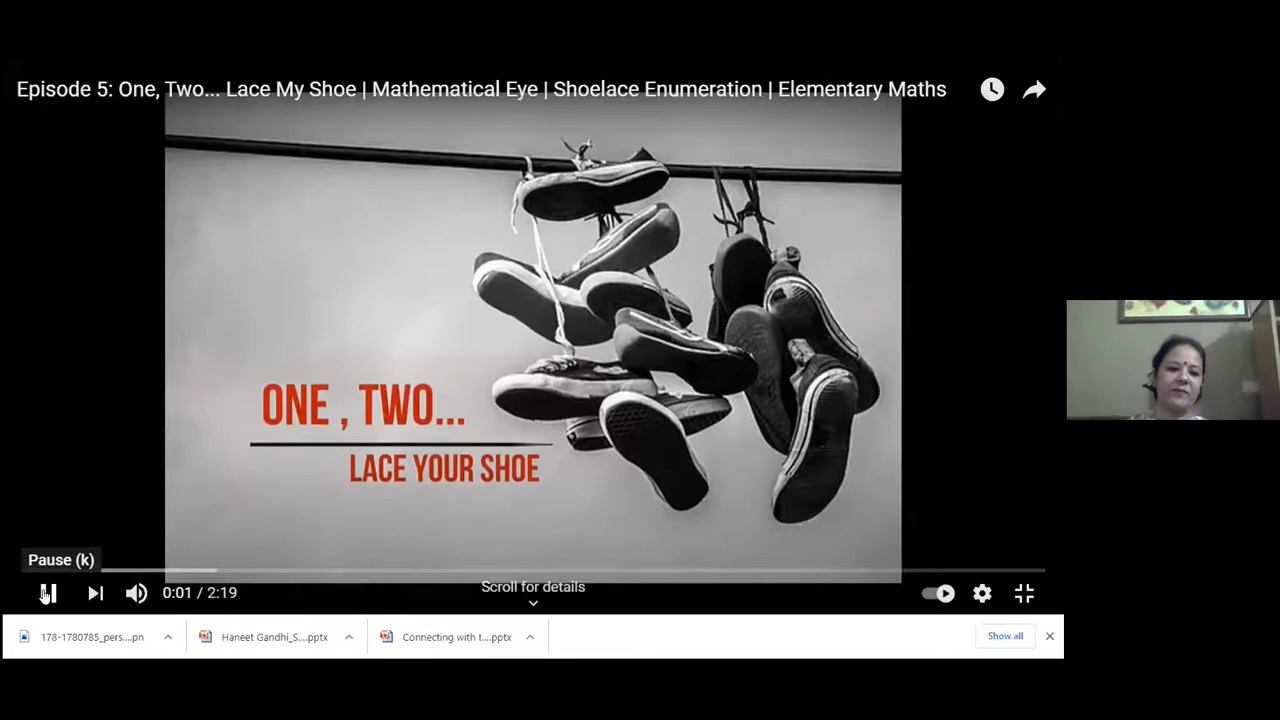 Episode 5: One, Two... Lace My Shoe | Mathematical Eye | Shoelace Enumeration | Elementary Maths
ONE , TWO...
LACE YOUR SHOE
Pause (k)
0:01 / 2:19
Scroll for details
178-1780785_pers....pn
Haneet Gandhi_S....pptx
Connecting with t....pptx
Show all